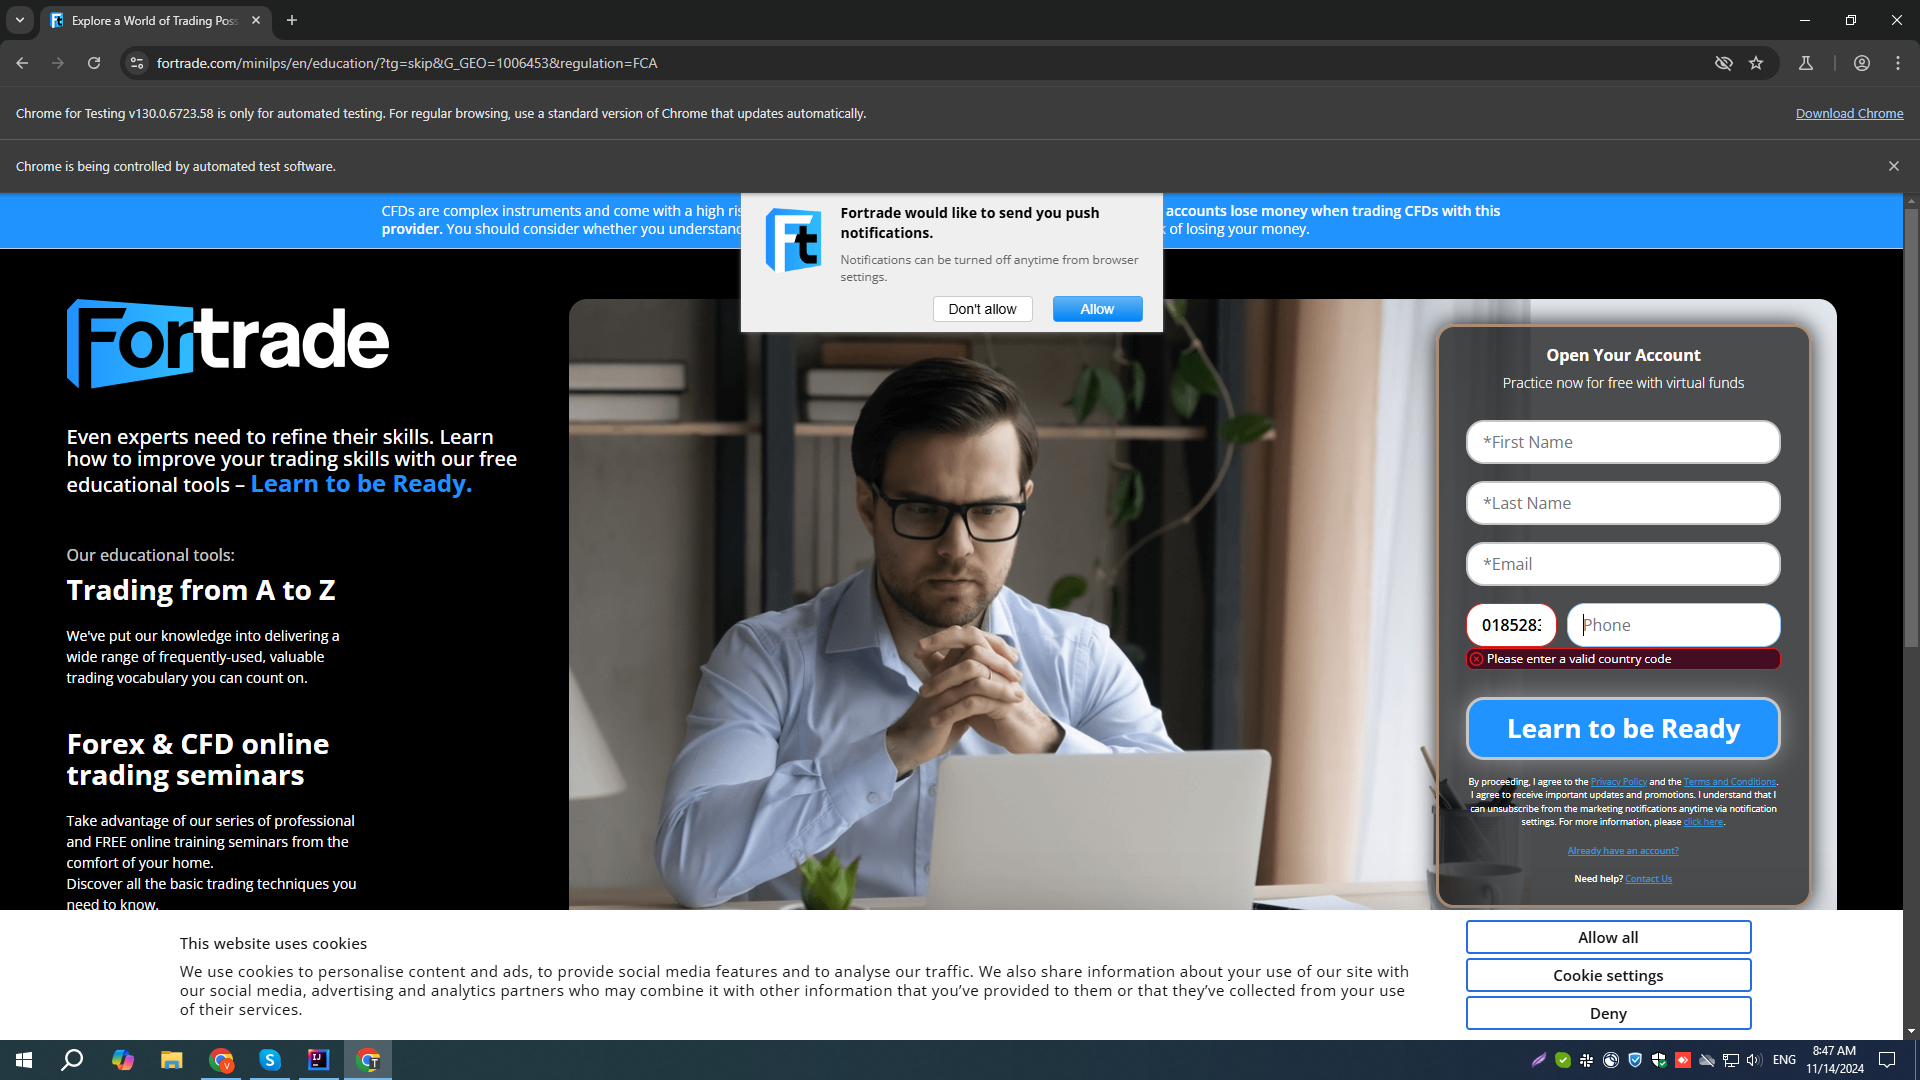 Explore a World of Trading Poss
fortrade.com/minilps/en/education/?tg=skip&G_GEO=1006453&regulation=FCA
Chrome for Testing v130.0.6723.58 is only for automated testing. For regular browsing, use a standard version of Chrome that updates automatically.
Download Chrome
Chrome is being controlled by automated test software.
CFDs are complex instruments and come with a high ris
accounts lose money when trading CFDs with this
provider. You should consider whether you understand
of losing your money.
Ft
Fortrade would like to send you push
notifications.
Notifications can be turned off anytime from browser
settings.
Don't allow
Allow
Fortrade
Even experts need to refine their skills. Learn
how to improve your trading skills with our free
educational tools – Learn to be Ready.
Our educational tools:
Trading from A to Z
We've put our knowledge into delivering a
wide range of frequently-used, valuable
trading vocabulary you can count on.
Forex & CFD online
trading seminars
Take advantage of our series of professional
and FREE online training seminars from the
comfort of your home.
Discover all the basic trading techniques you
need to know.
Open Your Account
Practice now for free with virtual funds
*First Name
*Last Name
*Email
018528
Phone
Please enter a valid country code
Learn to be Ready
By proceeding, I agree to the Privacy Policy and the Terms and Conditions.
I agree to receive important updates and promotions. I understand that I
can unsubscribe from the marketing notifications anytime via notification
settings. For more information, please click here.
Already have an account?
Need help? Contact Us
This website uses cookies
We use cookies to personalise content and ads, to provide social media features and to analyse our traffic. We also share information about your use of our site with
our social media, advertising and analytics partners who may combine it with other information that you've provided to them or that they've collected from your use
of their services.
Allow all
Cookie settings
Deny
ENG
8:47 AM
11/14/2024